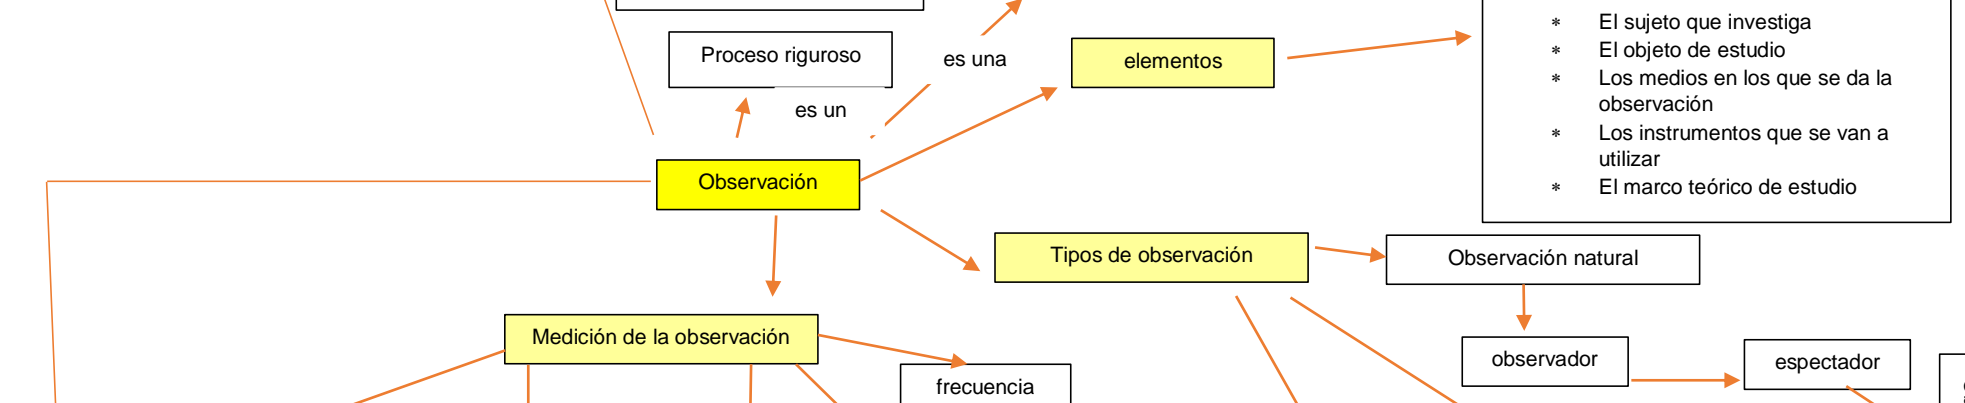 Proceso riguroso
es una
elementos
es un
* El sujeto que investiga
* El objeto de estudio
* Los medios en los que se da la
observación
* Los instrumentos que se van a
utilizar
* El marco teórico de estudio
Observación
Tipos de observación
Observación natural
Medición de la observación
observador
espectador
frecuencia